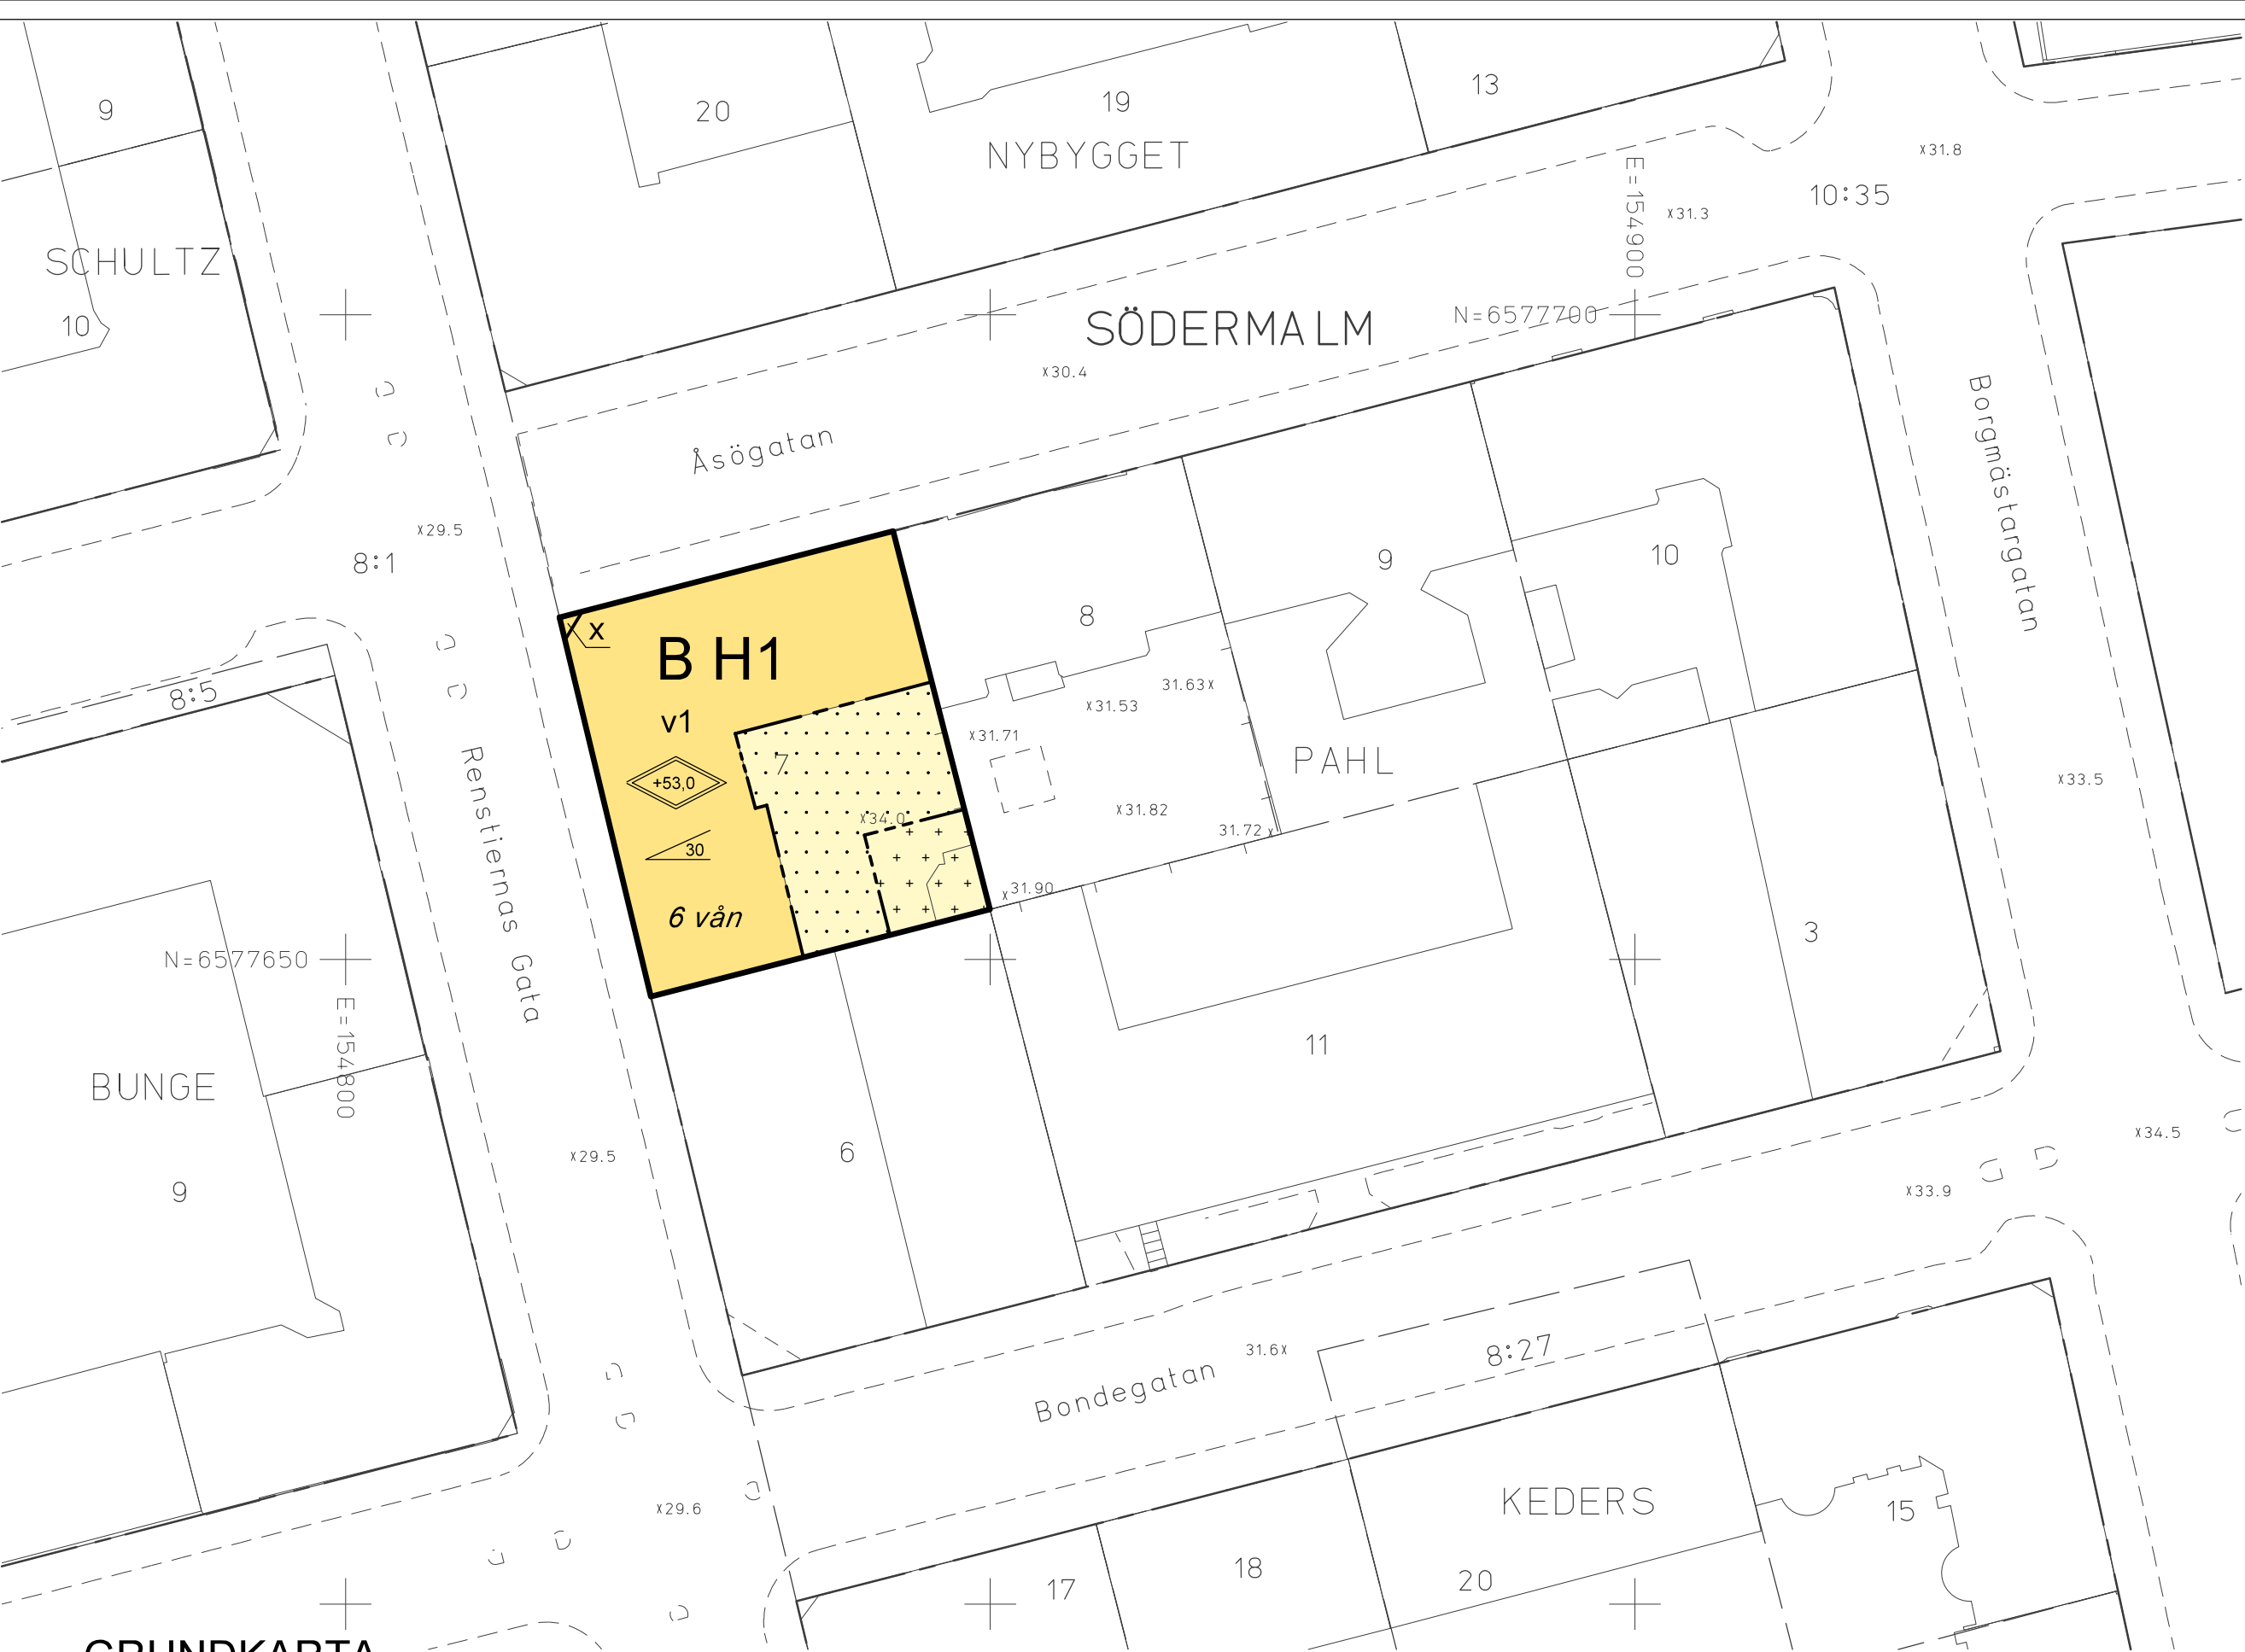 9
20
19
13
NYBYGGET
x31.8
E=154900
10:35
x31.3
SCHULTZ
10
SÖDERMALM
N=6577700
x30.4
Åsögatan
Borgmästargatan
x29.5
8:1
9
10
8
x
B H1
31.63x
8:5
x31.53
v1
x31.71
7
PAHL
+53,0
x33.5
x31.82
x34.0
31.72x
30
Renstiernas Gata
x31.90
6 vån
3
N=6577650
E=154800
11
BUNGE
6
x34.5
x29.5
9
x33.9
31.6x
8:27
Bondegatan
x29.6
KEDERS
15
18
20
17
GRUNDKARTA